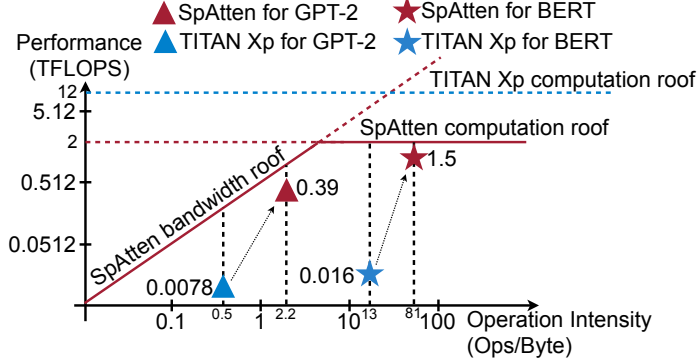 SpAtten for GPT-2 SpAtten for BERT
TITAN Xp for GPT-2 TITAN Xp for BERT
Performance
(TFLOPS)
TITAN Xp computation roof
12
5.12
SpAtten computation roof
2
SpAtten bandwidth roof
1.5
0.512
0.39
0.0512
0.0078
0.016
0.1 0.5 1 2.2 10 13 81 100
Operation Intensity
(Ops/Byte)